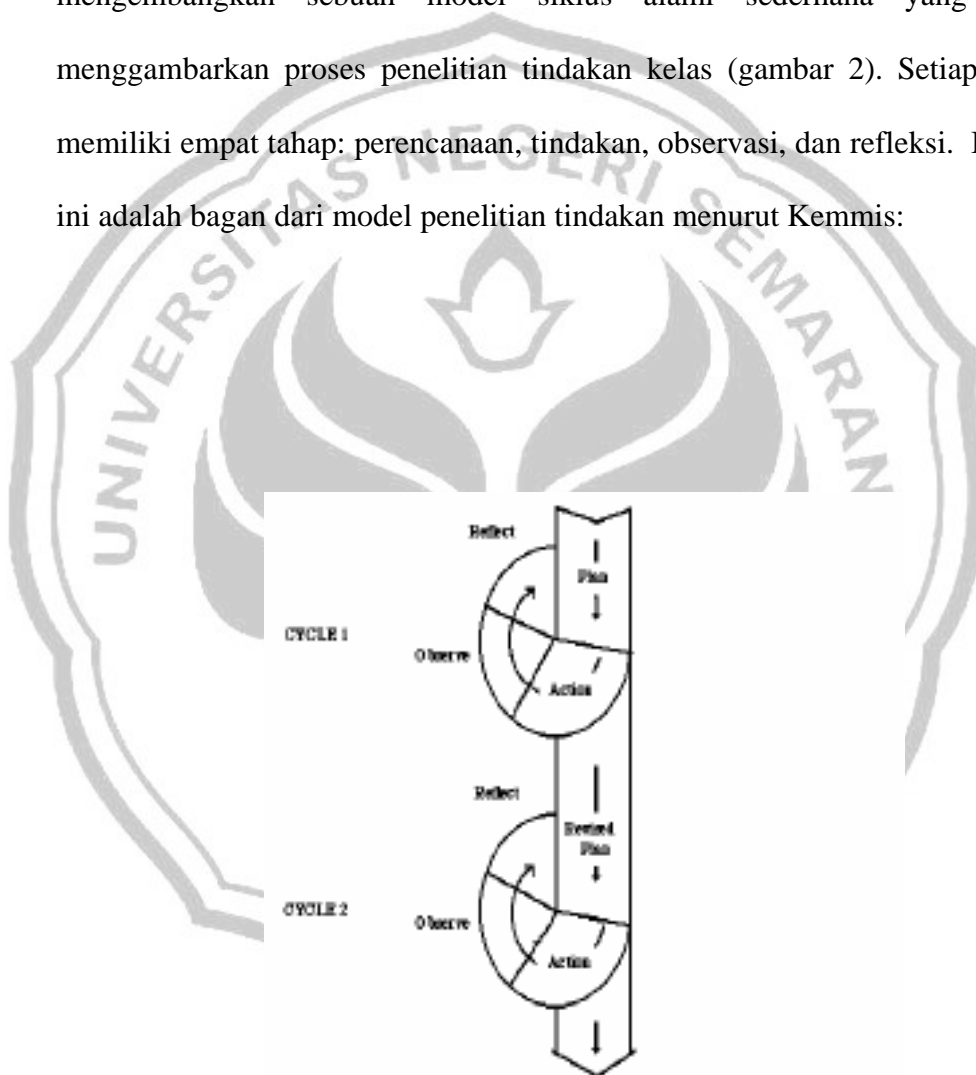 mengembangkan sebuah model siklus alami sederhana yang
menggambarkan proses penelitian tindakan kelas (gambar 2). Setiap
memiliki empat tahap: perencanaan, tindakan, observasi, dan refleksi.
ini adalah bagan dari model penelitian tindakan menurut Kemmis:
UNIVERSITAS NEGERI SEMARAN
Reflect
Plan
CYCLE 1
Observe
Action
Reflect
Revised
Plan
CYCLE 2
Observe
Action